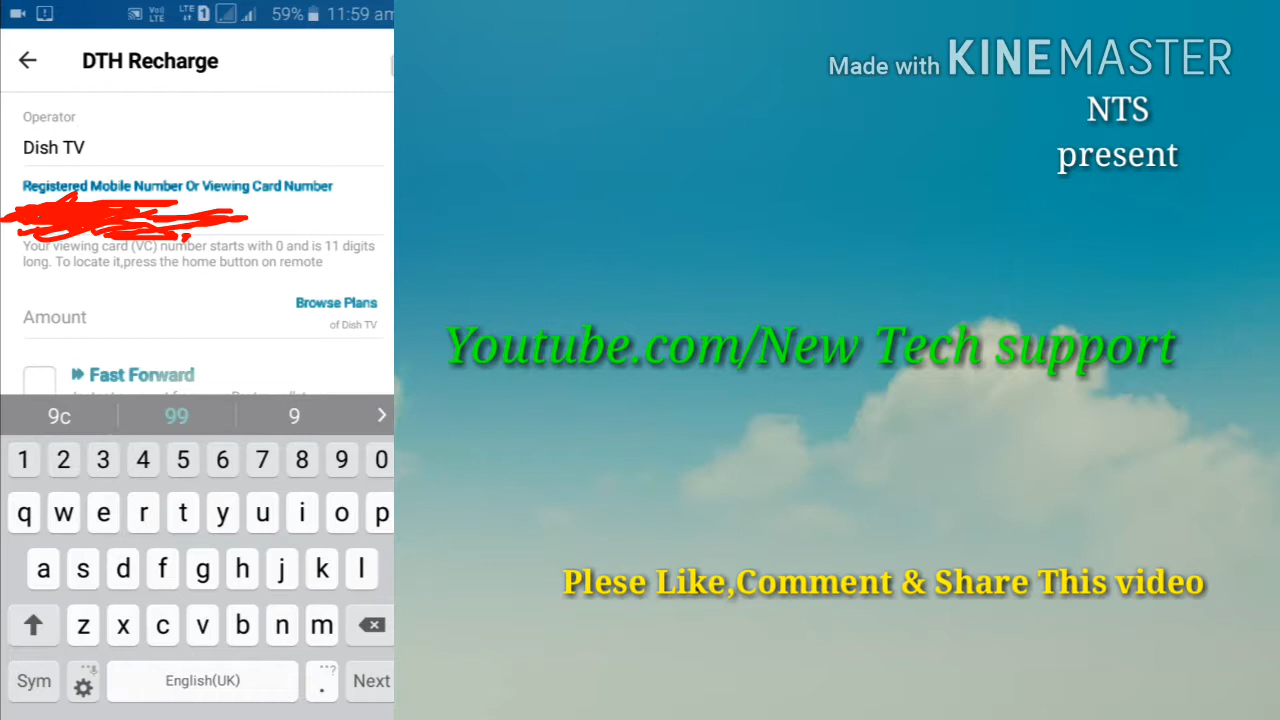 VoD LTE LTE 1 59% 11:59 am
DTH Recharge
Operator
Dish TV
Registered Mobile Number Or Viewing Card Number
Your viewing card (VC) number starts with 0 and is 11 digits
long. To locate it,press the home button on remote
Browse Plans
Amount
of Dish TV
Fast Forward
9c 99 9
1 2 3 4 5 6 7 8 9 0
q w e r t y u i o p
a s d f g h j k l
z x c v b n m
Sym English(UK) . Next
Made with KINEMASTER
NTS
present
Youtube.com/New Tech support
Plese Like,Comment & Share This video